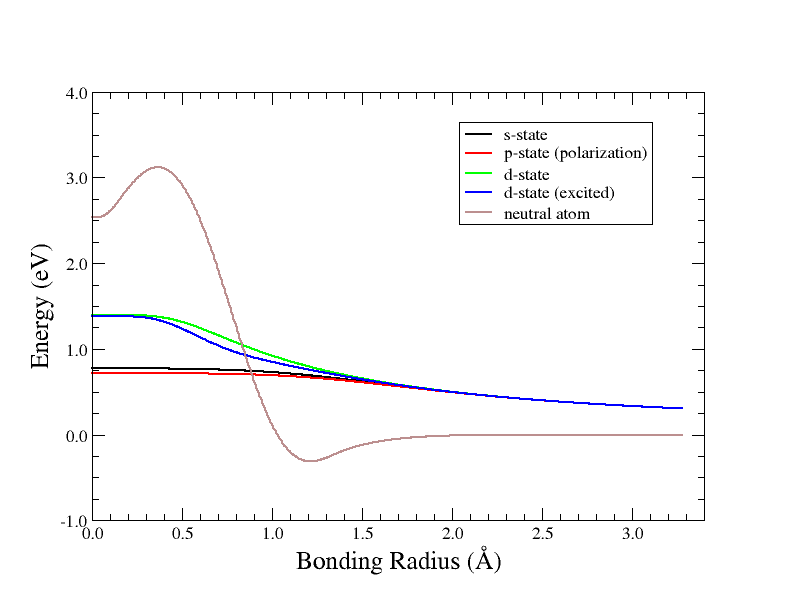 4.0
3.0
2.0
1.0
0.0
-1.0
Energy (eV)
s-state
p-state (polarization)
d-state
d-state (excited)
neutral atom
0.0 0.5 1.0 1.5 2.0 2.5 3.0
Bonding Radius (Å)